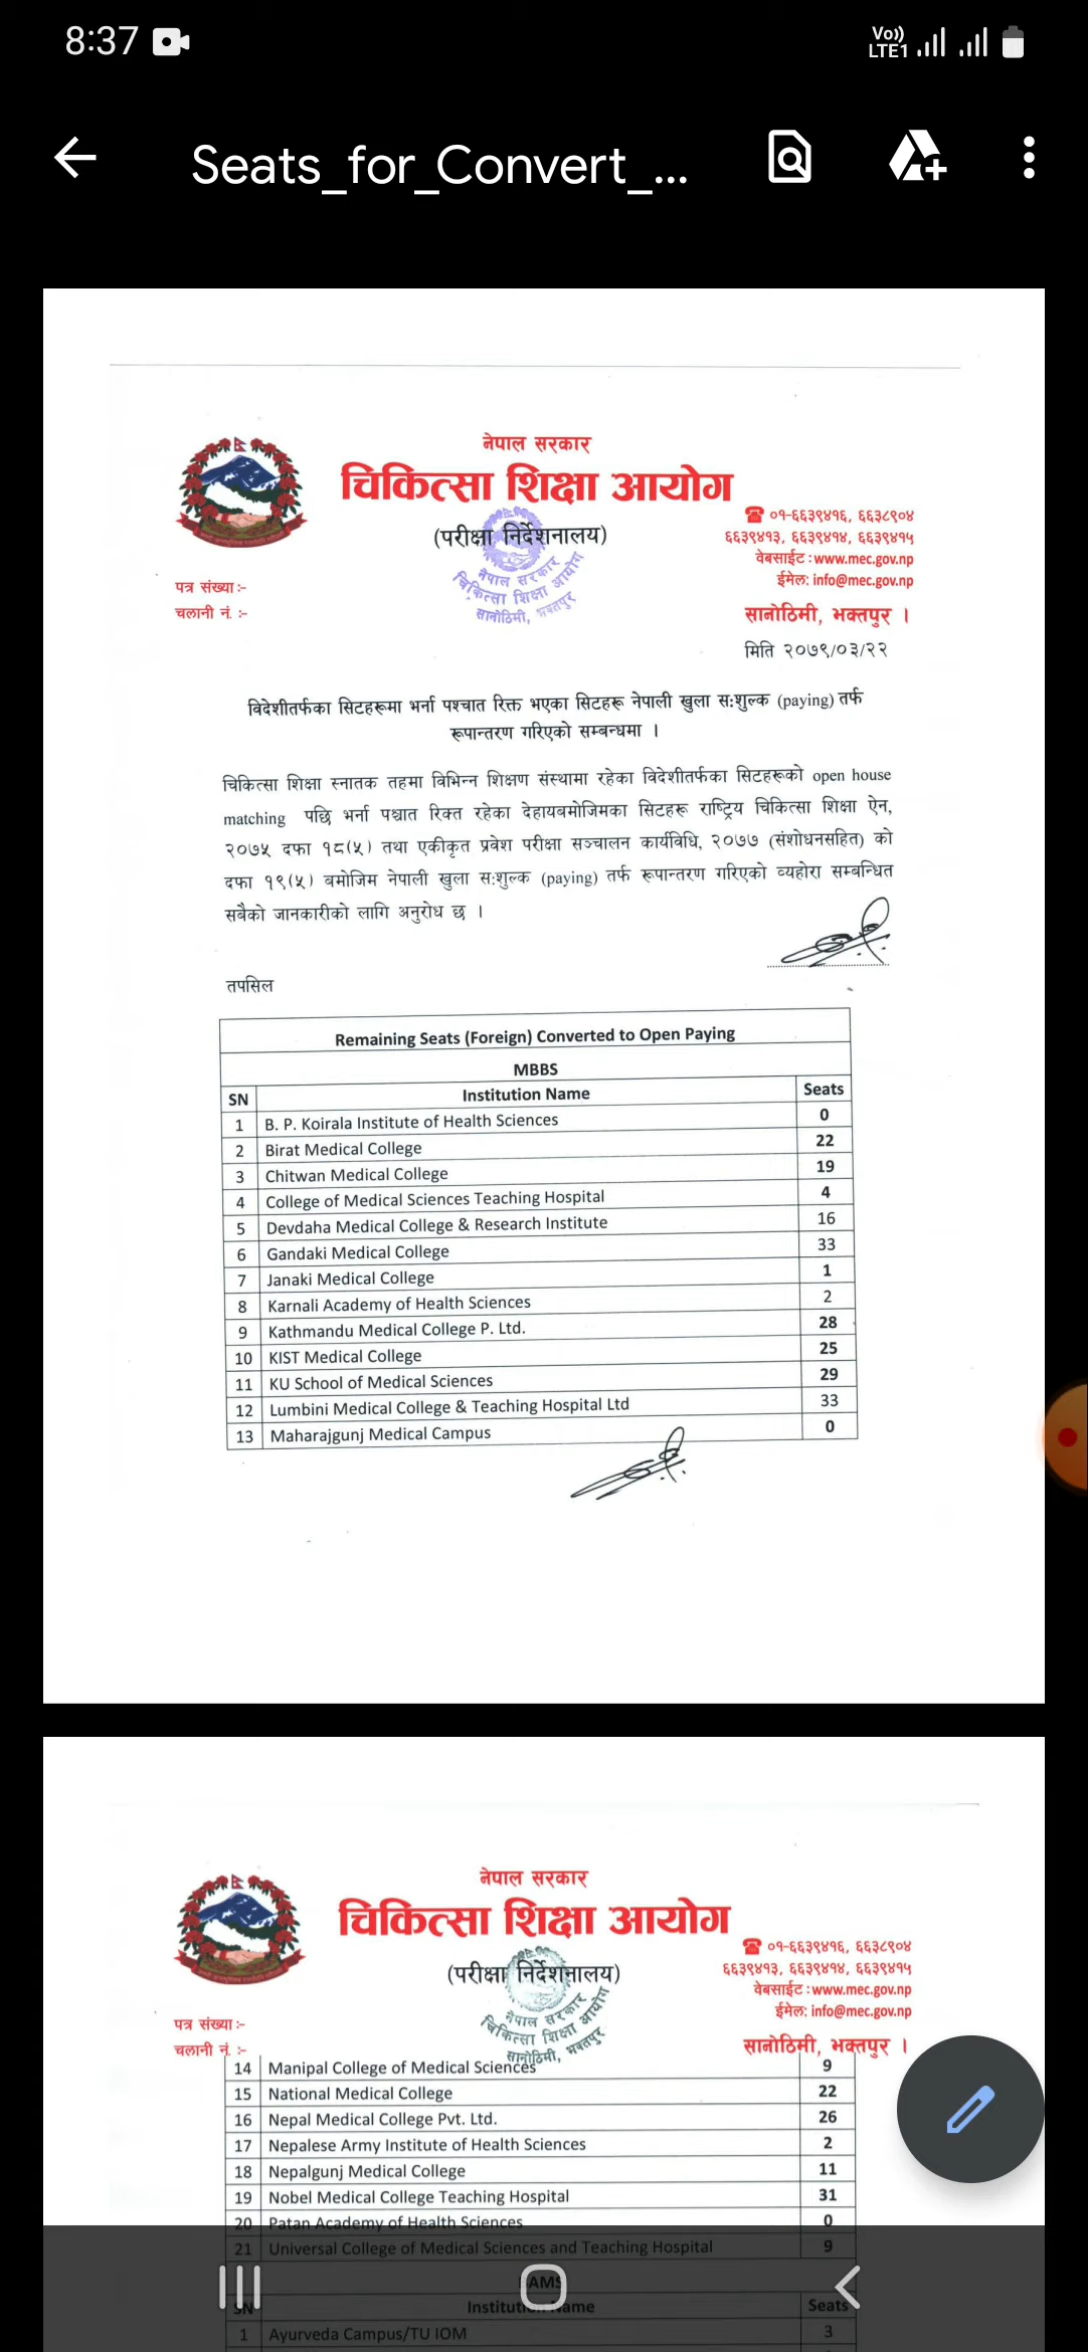 8:37
Vo)) LTE1
Seats_for_Convert_...
नेपाल सरकार
चिकित्सा शिक्षा आयोग
(परीक्षा निर्देशनालय)
नेपाल सरकार
चिकित्सा शिक्षा आयोग
सानोठिमी, भक्तपुर
☎ ०१-६६३९४१६, ६६३८९०४
६६३९४१३, ६६३९४१४, ६६३९४१५
वेबसाईट : www.mec.gov.np
ईमेल: info@mec.gov.np
पत्र संख्या :-
चलानी नं. :-
सानोठिमी, भक्तपुर ।
मिति २०७९/०३/२२
विदेशीतर्फका सिटहरूमा भर्ना पश्चात रिक्त भएका सिटहरू नेपाली खुला स:शुल्क (paying) तर्फ
रूपान्तरण गरिएको सम्बन्धमा ।
चिकित्सा शिक्षा स्नातक तहमा विभिन्न शिक्षण संस्थामा रहेका विदेशीतर्फका सिटहरूको open house
matching पछि भर्ना पश्चात रिक्त रहेका देहायबमोजिमका सिटहरू राष्ट्रिय चिकित्सा शिक्षा ऐन,
२०७५ दफा १८(५) तथा एकीकृत प्रवेश परीक्षा सञ्चालन कार्यविधि, २०७७ (संशोधनसहित) को
दफा १९(५) बमोजिम नेपाली खुला स:शुल्क (paying) तर्फ रूपान्तरण गरिएको व्यहोरा सम्बन्धित
सबैको जानकारीको लागि अनुरोध छ ।
तपसिल
Remaining Seats (Foreign) Converted to Open Paying
MBBS
SN Institution Name Seats
1 B. P. Koirala Institute of Health Sciences 0
2 Birat Medical College 22
3 Chitwan Medical College 19
4 College of Medical Sciences Teaching Hospital 4
5 Devdaha Medical College & Research Institute 16
6 Gandaki Medical College 33
7 Janaki Medical College 1
8 Karnali Academy of Health Sciences 2
9 Kathmandu Medical College P. Ltd. 28
10 KIST Medical College 25
11 KU School of Medical Sciences 29
12 Lumbini Medical College & Teaching Hospital Ltd 33
13 Maharajgunj Medical Campus 0
नेपाल सरकार
चिकित्सा शिक्षा आयोग
(परीक्षा निर्देशनालय)
नेपाल सरकार
चिकित्सा शिक्षा आयोग
सानोठिमी, भक्तपुर
☎ ०१-६६३९४१६, ६६३८९०४
६६३९४१३, ६६३९४१४, ६६३९४१५
वेबसाईट : www.mec.gov.np
ईमेल: info@mec.gov.np
पत्र संख्या :-
चलानी नं. :-
सानोठिमी, भक्तपुर ।
14 Manipal College of Medical Sciences 9
15 National Medical College 22
16 Nepal Medical College Pvt. Ltd. 26
17 Nepalese Army Institute of Health Sciences 2
18 Nepalgunj Medical College 11
19 Nobel Medical College Teaching Hospital 31
20 Patan Academy of Health Sciences 0
21 Universal College of Medical Sciences and Teaching Hospital 9
BAMS
SN Institution Name Seats
1 Ayurveda Campus/TU IOM 3